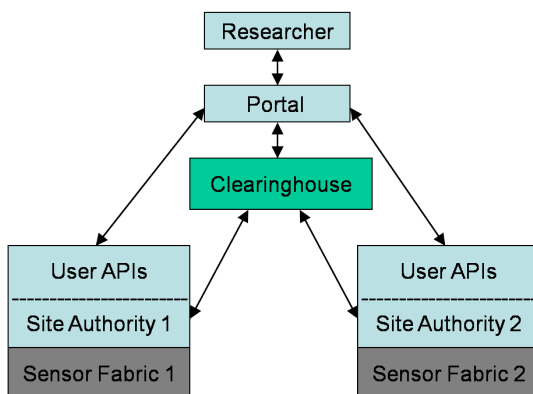 Researcher
Portal
Clearinghouse
User APIs
Site Authority 1
Sensor Fabric 1
User APIs
Site Authority 2
Sensor Fabric 2